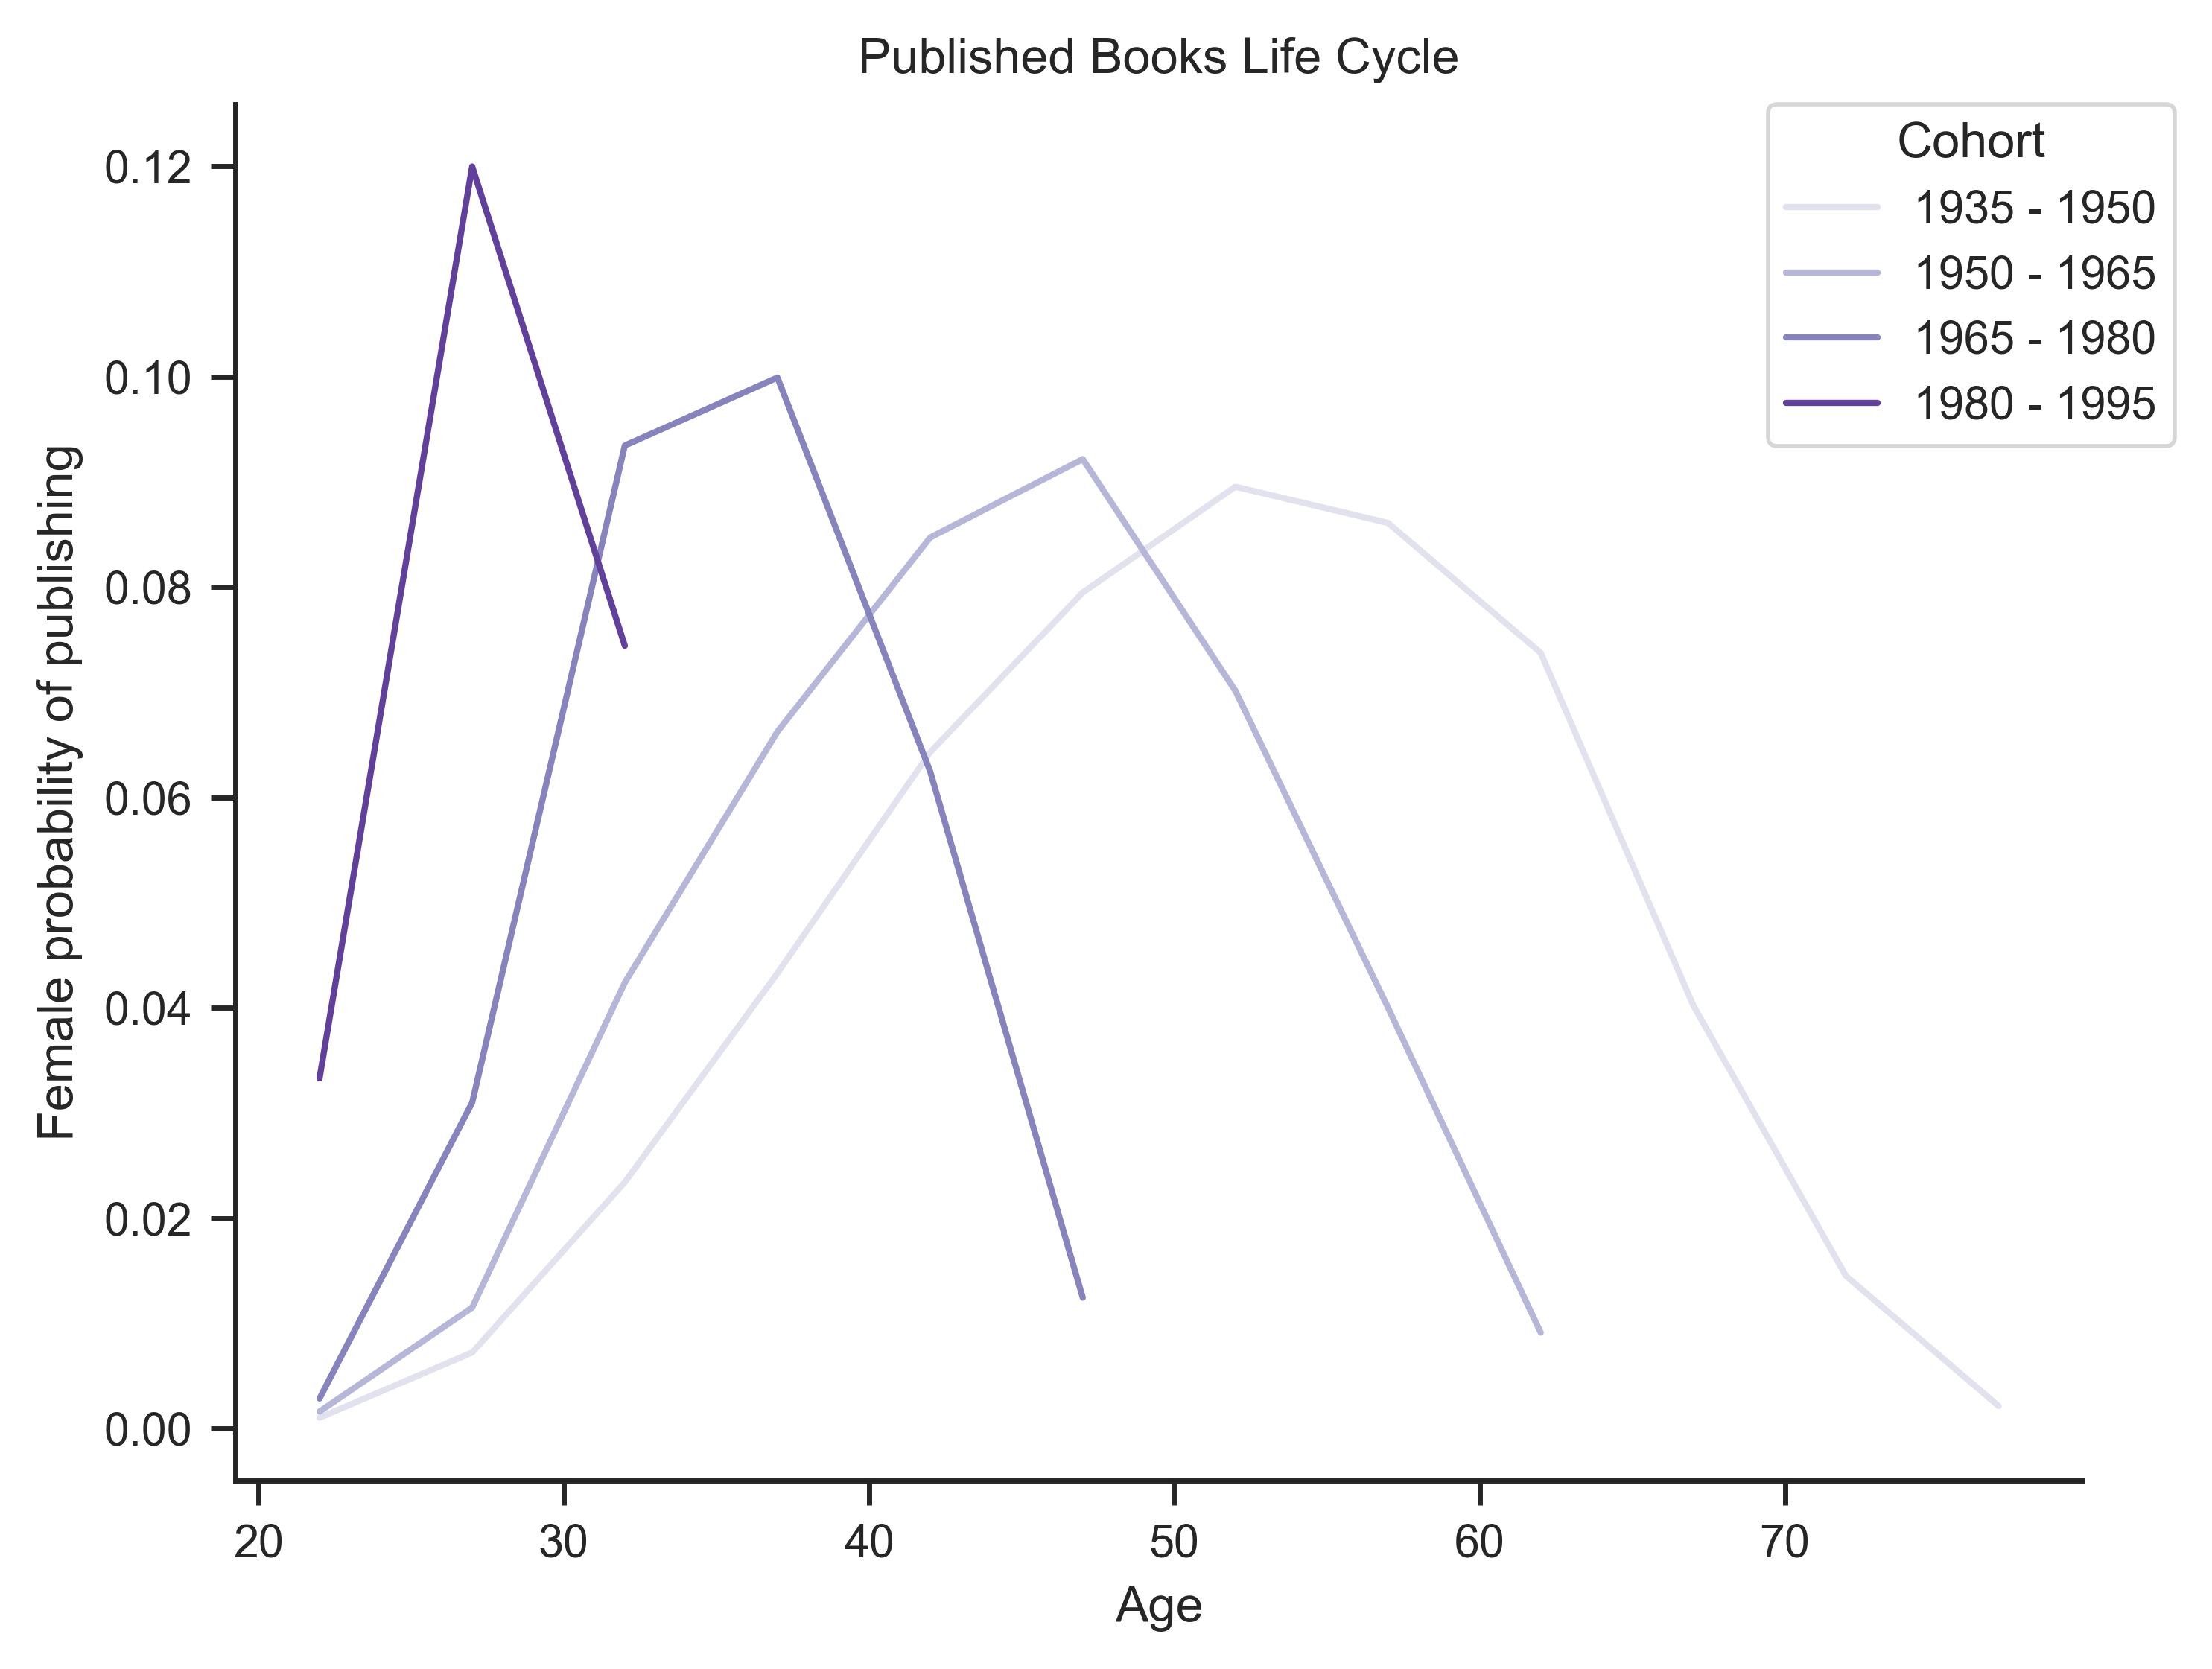 Published Books Life Cycle
Cohort
1935 - 1950
1950 - 1965
1965 - 1980
1980 - 1995
Female probability of publishing
0.12
0.10
0.08
0.06
0.04
0.02
0.00
20 30 40 50 60 70
Age